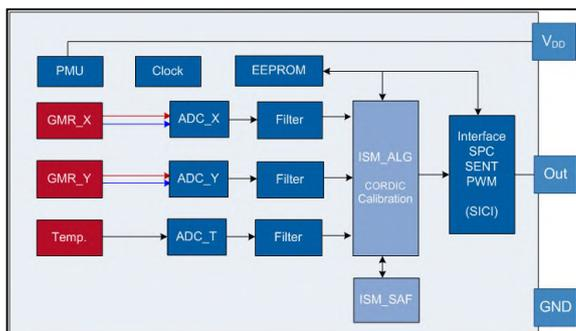 PMU
Clock
EEPROM
V_DD
GMR_X
ADC_X
Filter
ISM_ALG
CORDIC
Calibration
Interface
SPC
SENT
PWM
(SICI)
GMR_Y
ADC_Y
Filter
Out
Temp.
ADC_T
Filter
ISM_SAF
GND